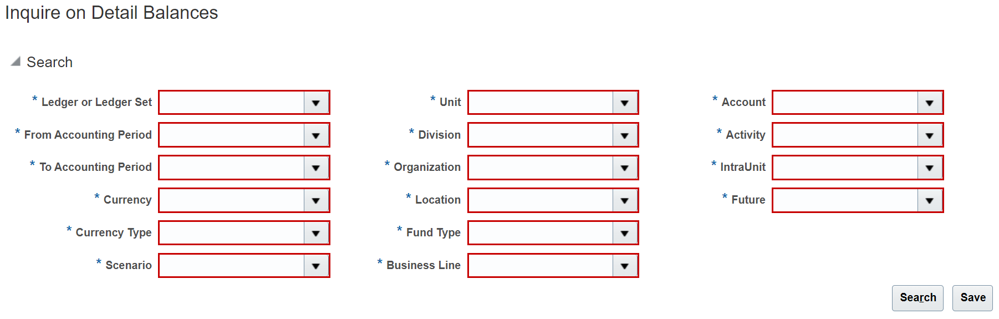 Inquire on Detail Balances
Search
* Ledger or Ledger Set
* Unit
* Account
* From Accounting Period
* Division
* Activity
* To Accounting Period
* Organization
* IntraUnit
* Currency
* Location
* Future
* Currency Type
* Fund Type
* Scenario
* Business Line
Search
Save